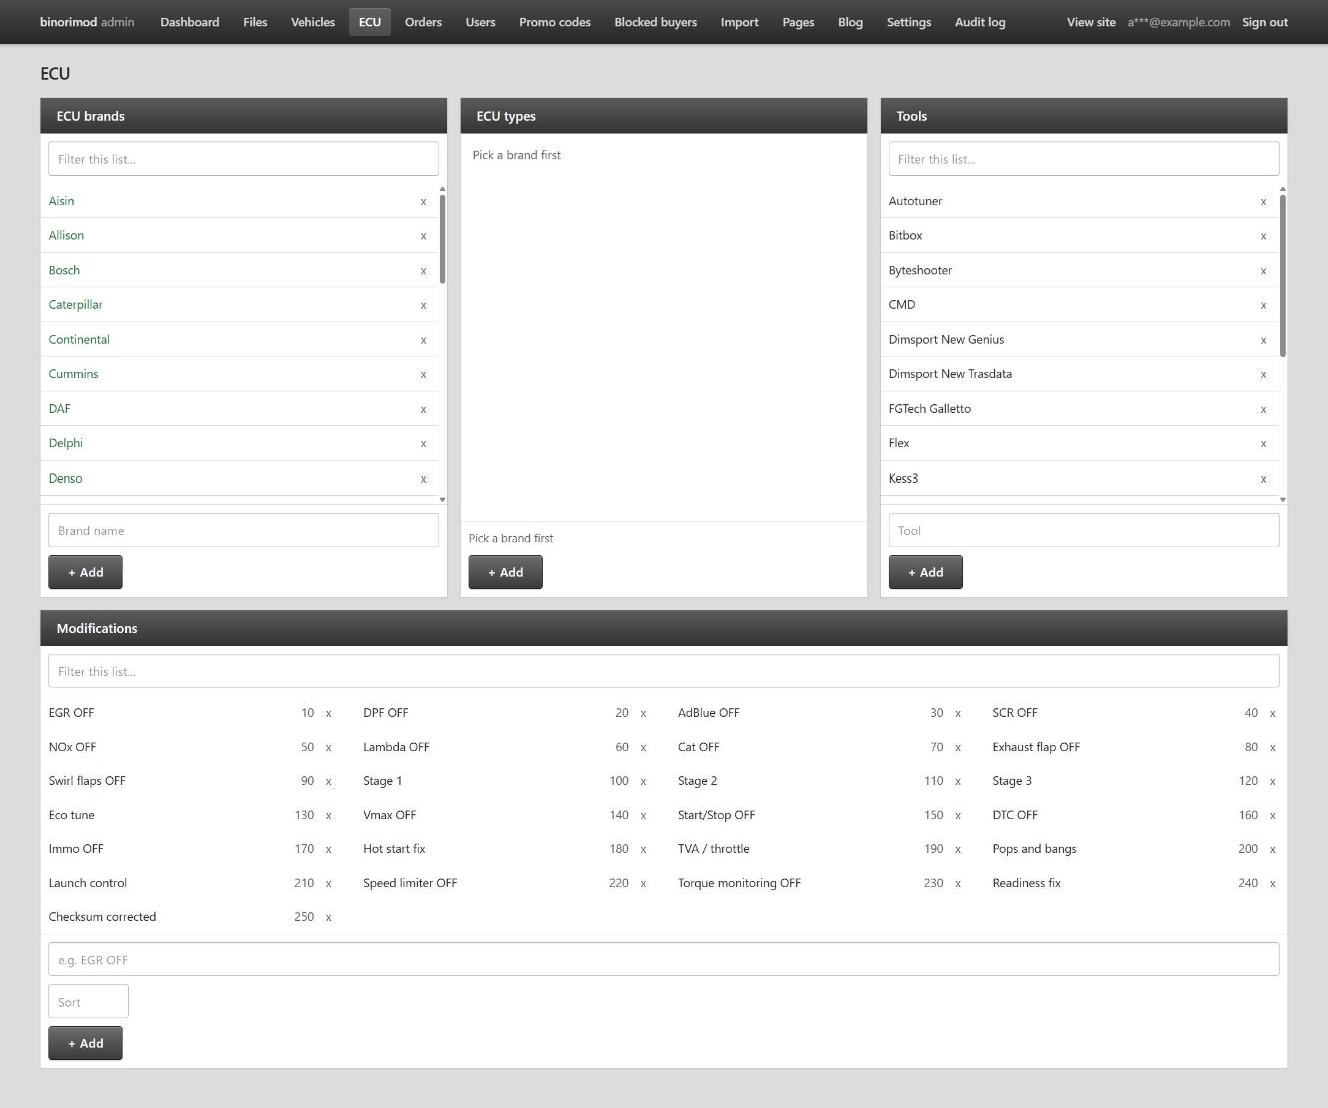 binorimod admin Dashboard Files Vehicles ECU Orders Users Promo codes Blocked buyers Import Pages Blog Settings Audit log View site a***@example.com Sign out
ECU
ECU brands
Filter this list...
Aisin x
Allison x
Bosch x
Caterpillar x
Continental x
Cummins x
DAF x
Delphi x
Denso x
Brand name
+ Add
ECU types
Pick a brand first
Pick a brand first
+ Add
Tools
Filter this list...
Autotuner x
Bitbox x
Byteshooter x
CMD x
Dimsport New Genius x
Dimsport New Trasdata x
FGTech Galletto x
Flex x
Kess3 x
Tool
+ Add
Modifications
Filter this list...
EGR OFF 10 x DPF OFF 20 x AdBlue OFF 30 x SCR OFF 40 x
NOx OFF 50 x Lambda OFF 60 x Cat OFF 70 x Exhaust flap OFF 80 x
Swirl flaps OFF 90 x Stage 1 100 x Stage 2 110 x Stage 3 120 x
Eco tune 130 x Vmax OFF 140 x Start/Stop OFF 150 x DTC OFF 160 x
Immo OFF 170 x Hot start fix 180 x TVA / throttle 190 x Pops and bangs 200 x
Launch control 210 x Speed limiter OFF 220 x Torque monitoring OFF 230 x Readiness fix 240 x
Checksum corrected 250 x
e.g. EGR OFF
Sort
+ Add